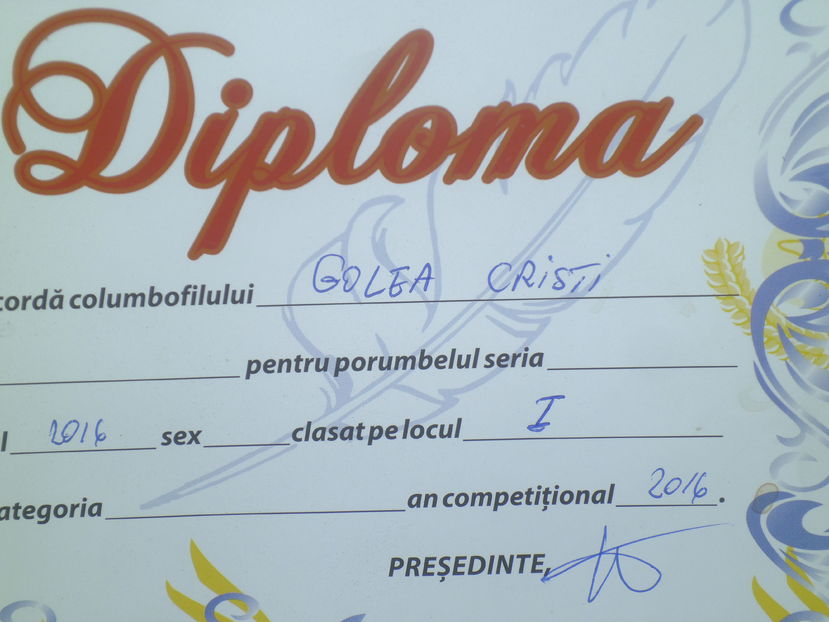 Diploma
cordă columbofilului GOLEA CRISTI
pentru porumbelul seria
l 2016 sex clasat pe locul I
ategoria an competițional 2016.
PREȘEDINTE,